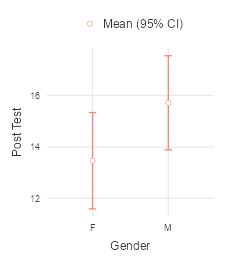 Mean (95% CI)
16
14
12
Post Test
F M
Gender